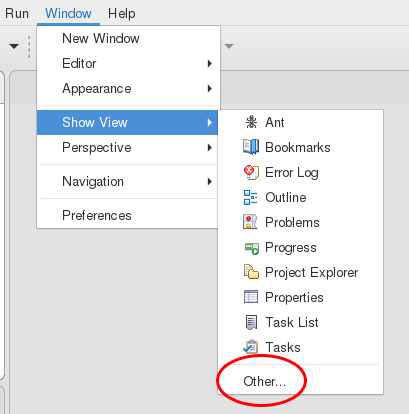 Run Window Help
New Window
Editor
Appearance
Show View
Perspective
Navigation
Preferences
Ant
Bookmarks
Error Log
Outline
Problems
Progress
Project Explorer
Properties
Task List
Tasks
Other...